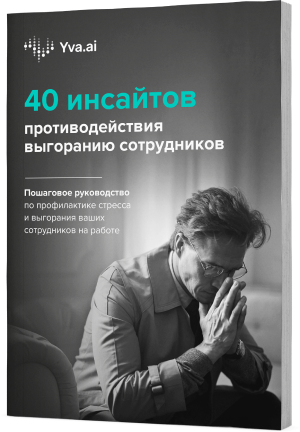 Yva.ai
40 инсайтов
противодействия
выгоранию сотрудников
Пошаговое руководство
по профилактике стресса
и выгорания ваших
сотрудников на работе